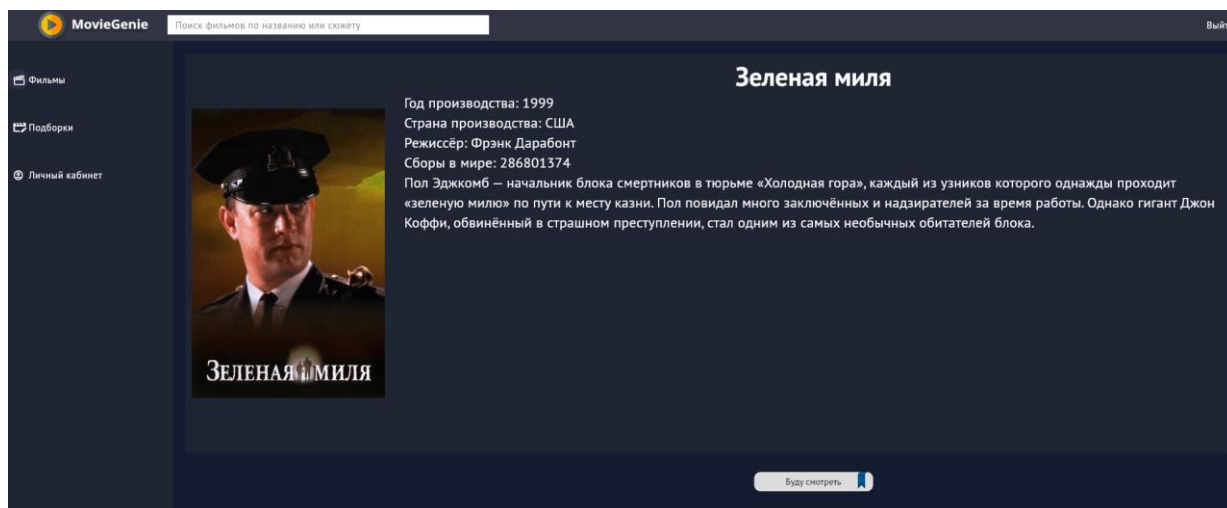 MovieGenie
Поиск фильмов по названию или сюжету
Выйт
Фильмы
Подборки
Личный кабинет
Зеленая миля
Год производства: 1999
Страна производства: США
Режиссёр: Фрэнк Дарабонт
Сборы в мире: 286801374
Пол Эджкомб — начальник блока смертников в тюрьме «Холодная гора», каждый из узников которого однажды проходит
«зеленую милю» по пути к месту казни. Пол повидал много заключённых и надзирателей за время работы. Однако гигант Джон
Коффи, обвинённый в страшном преступлении, стал одним из самых необычных обитателей блока.
ЗЕЛЕНАЯ МИЛЯ
Буду смотреть